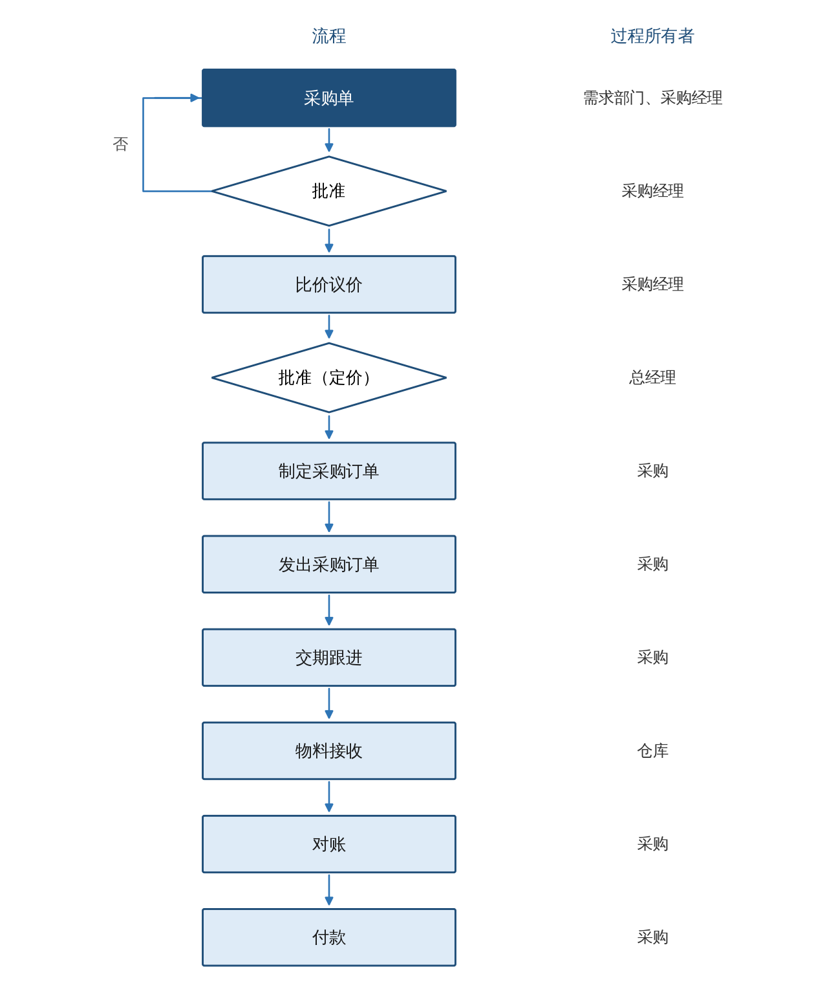 流程 过程所有者
采购单 需求部门、采购经理
否
批准 采购经理
比价议价 采购经理
批准（定价） 总经理
制定采购订单 采购
发出采购订单 采购
交期跟进 采购
物料接收 仓库
对账 采购
付款 采购